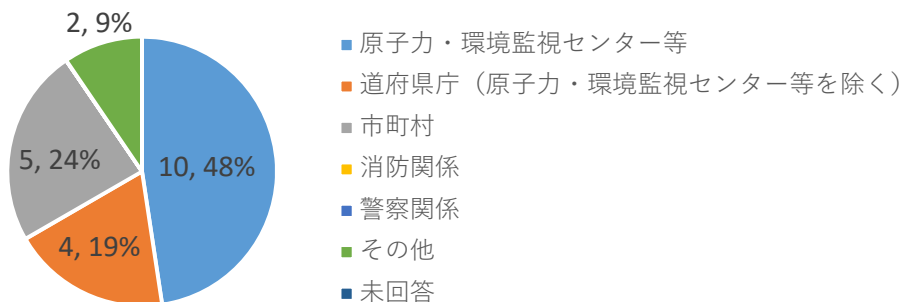 2, 9%
10, 48%
5, 24%
4, 19%
原子力・環境監視センター等
道府県庁（原子力・環境監視センター等を除く）
市町村
消防関係
警察関係
その他
未回答